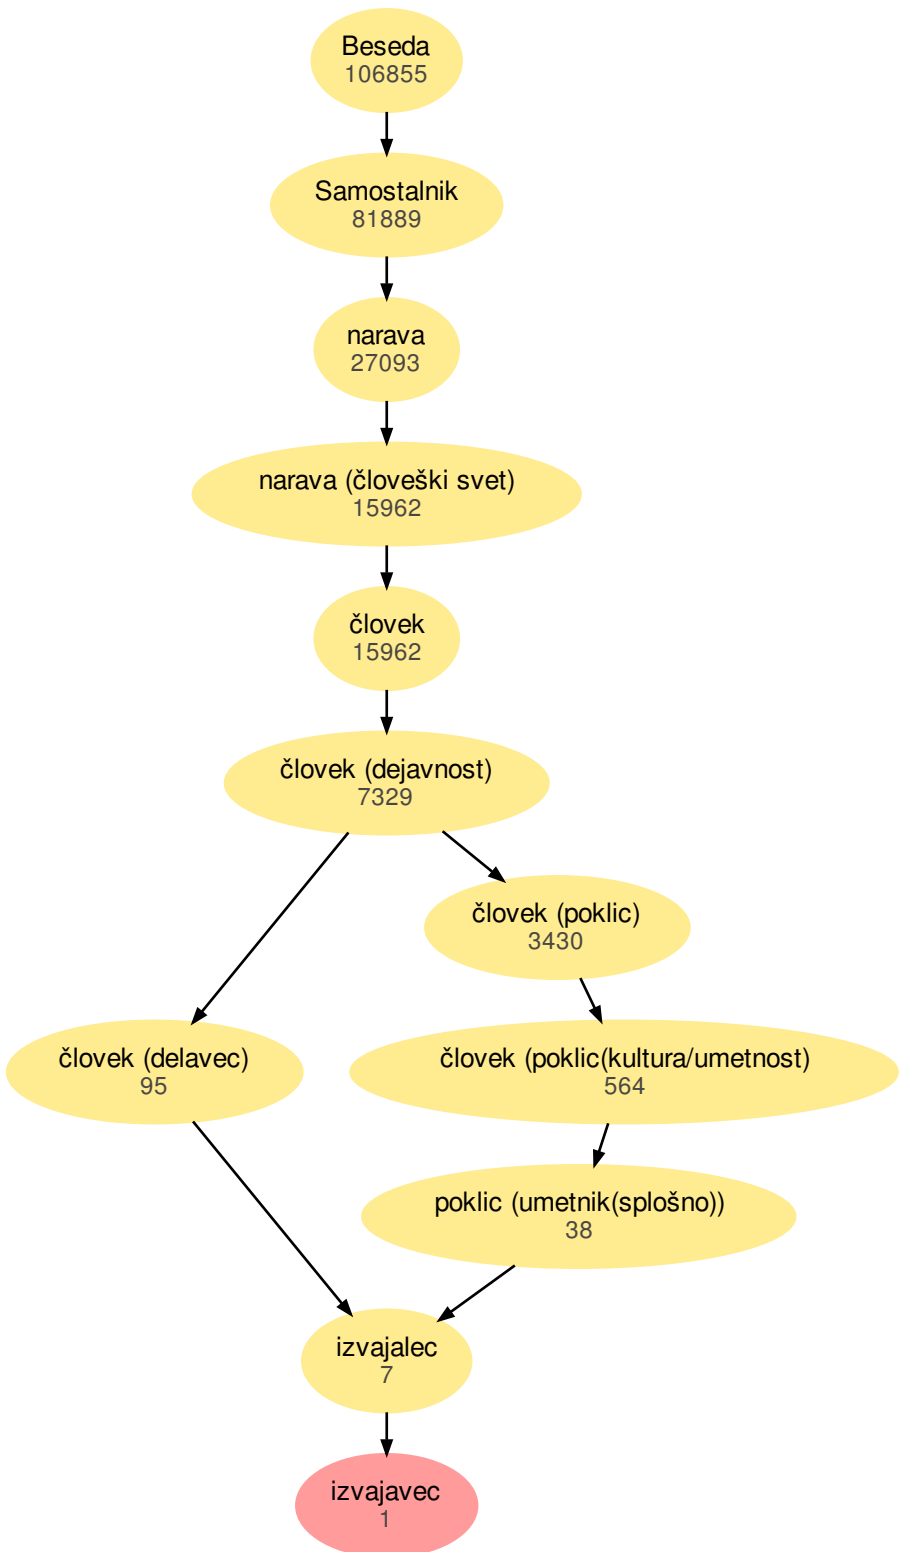 Beseda
106855
Samostalnik
81889
narava
27093
narava (človeški svet)
15962
človek
15962
človek (dejavnost)
7329
človek (poklic)
3430
človek (delavec)
95
človek (poklic(kultura/umetnost)
564
poklic (umetnik(splošno))
38
izvajalec
7
izvajavec
1